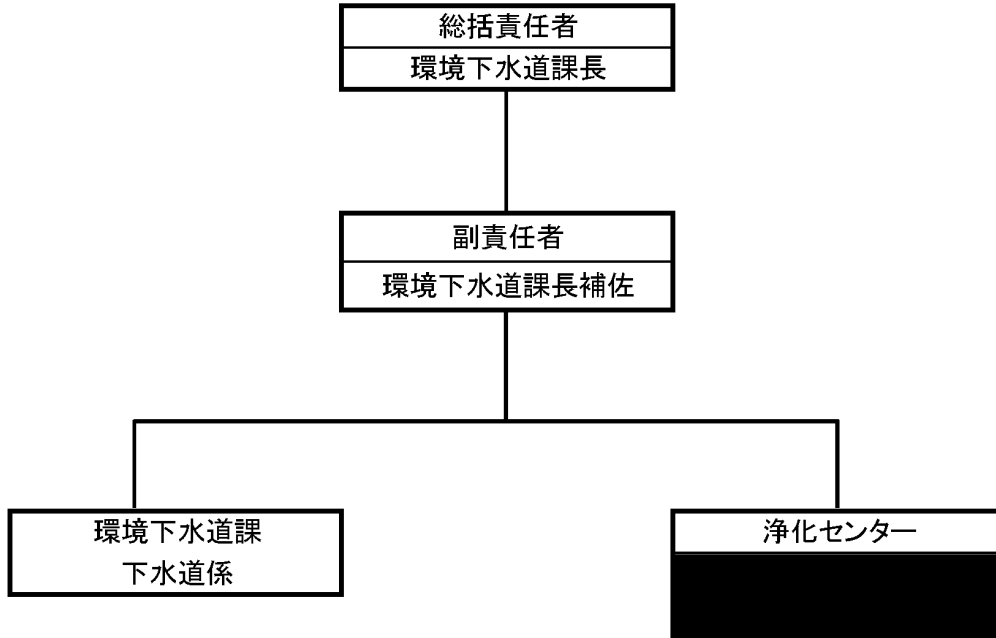 総括責任者
環境下水道課長
副責任者
環境下水道課長補佐
環境下水道課
下水道係
浄化センター